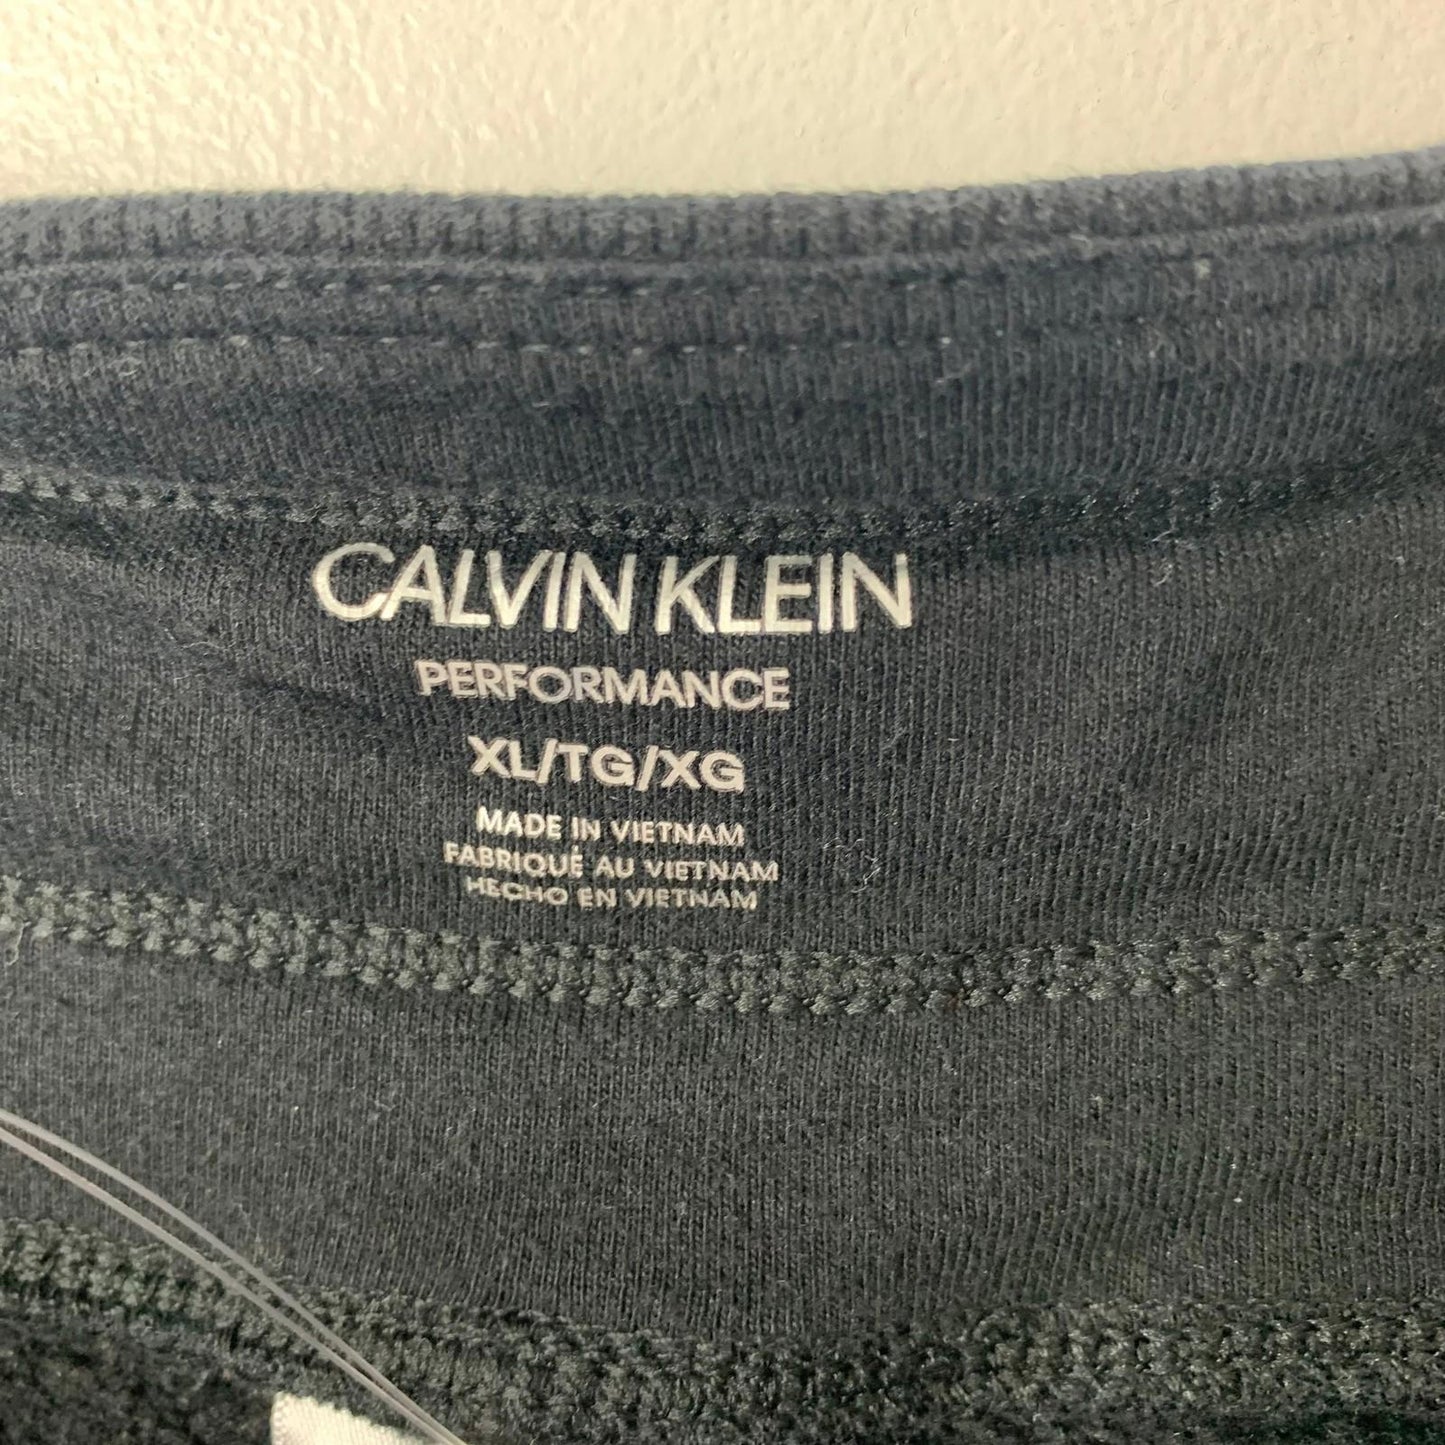 CALVIN KLEIN
PERFORMANCE
XL/TG/XG
MADE IN VIETNAM
FABRIQUÉ AU VIETNAM
HECHO EN VIETNAM